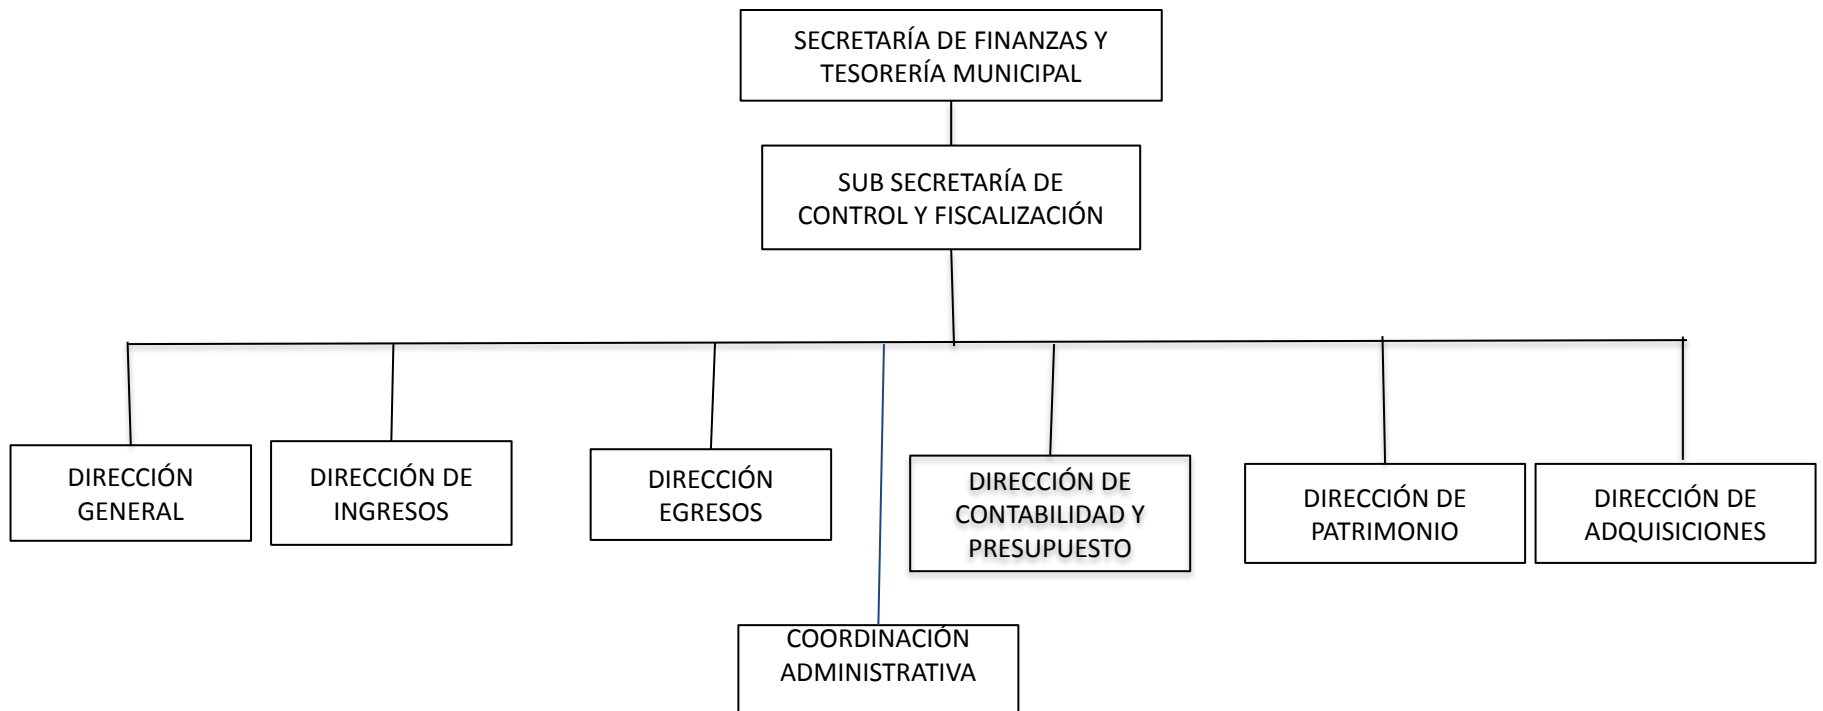 SECRETARÍA DE FINANZAS Y
TESORERÍA MUNICIPAL
SUB SECRETARÍA DE
CONTROL Y FISCALIZACIÓN
DIRECCIÓN
GENERAL
DIRECCIÓN DE
INGRESOS
DIRECCIÓN
EGRESOS
DIRECCIÓN DE
CONTABILIDAD Y
PRESUPUESTO
DIRECCIÓN DE
PATRIMONIO
DIRECCIÓN DE
ADQUISICIONES
COORDINACIÓN
ADMINISTRATIVA